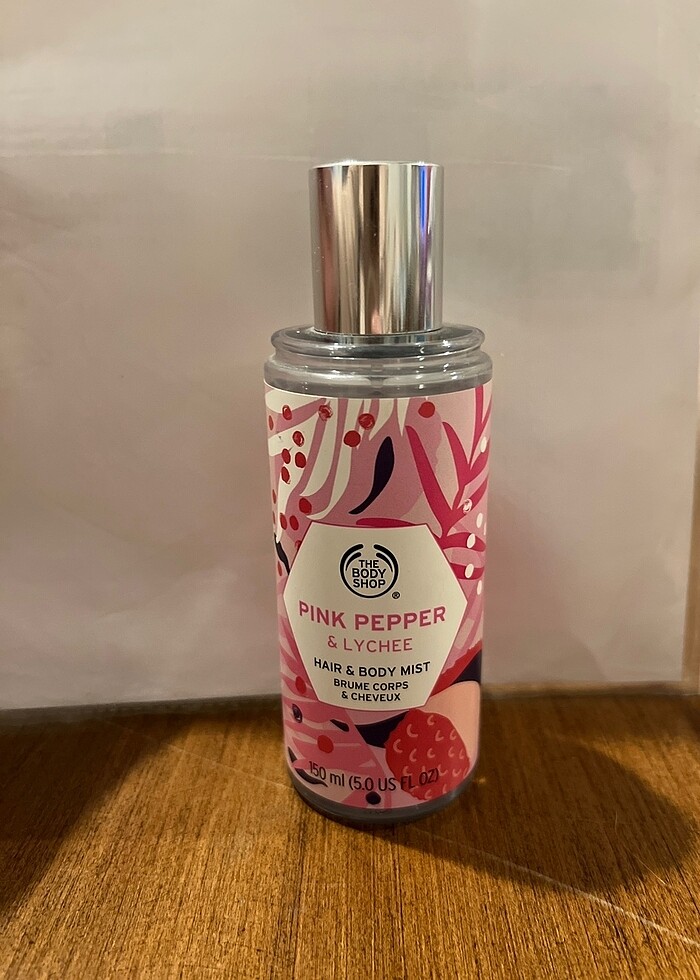 THE
BODY
SHOP
®
PINK PEPPER
& LYCHEE
HAIR & BODY MIST
BRUME CORPS
& CHEVEUX
150 ml (5.0 US FL OZ)